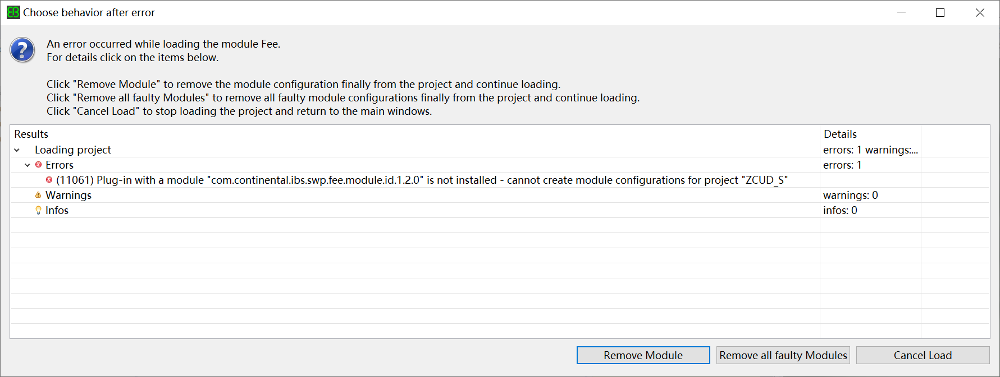 Choose behavior after error
An error occurred while loading the module Fee.
For details click on the items below.
Click "Remove Module" to remove the module configuration finally from the project and continue loading.
Click "Remove all faulty Modules" to remove all faulty module configurations finally from the project and continue loading.
Click "Cancel Load" to stop loading the project and return to the main windows.
Results Details
Loading project errors: 1 warnings:...
Errors errors: 1
(11061) Plug-in with a module "com.continental.ibs.swp.fee.module.id.1.2.0" is not installed - cannot create module configurations for project "ZCUD_S"
Warnings warnings: 0
Infos infos: 0
Remove Module Remove all faulty Modules Cancel Load